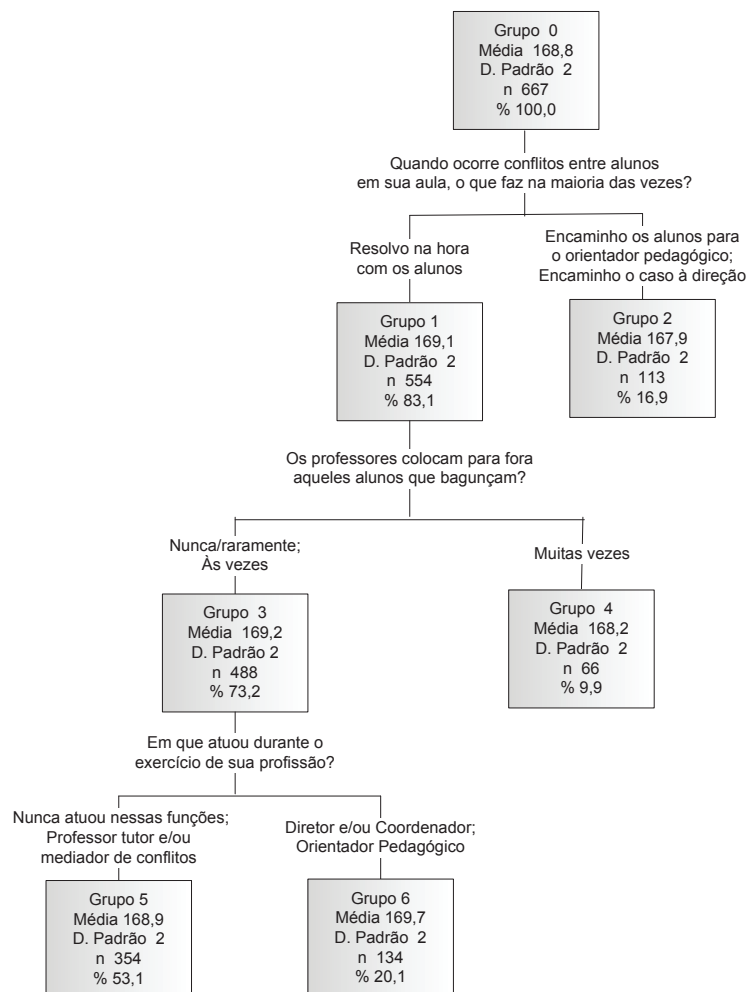 Grupo 0
Média 168,8
D. Padrão 2
n 667
% 100,0
Quando ocorre conflitos entre alunos
em sua aula, o que faz na maioria das vezes?
Resolvo na hora
com os alunos
Encaminho os alunos para
o orientador pedagógico;
Encaminho o caso à direção
Grupo 1
Média 169,1
D. Padrão 2
n 554
% 83,1
Grupo 2
Média 167,9
D. Padrão 2
n 113
% 16,9
Os professores colocam para fora
aqueles alunos que bagunçam?
Nunca/raramente;
Às vezes
Muitas vezes
Grupo 3
Média 169,2
D. Padrão 2
n 488
% 73,2
Grupo 4
Média 168,2
D. Padrão 2
n 66
% 9,9
Em que atuou durante o
exercício de sua profissão?
Nunca atuou nessas funções;
Professor tutor e/ou
mediador de conflitos
Diretor e/ou Coordenador;
Orientador Pedagógico
Grupo 5
Média 168,9
D. Padrão 2
n 354
% 53,1
Grupo 6
Média 169,7
D. Padrão 2
n 134
% 20,1